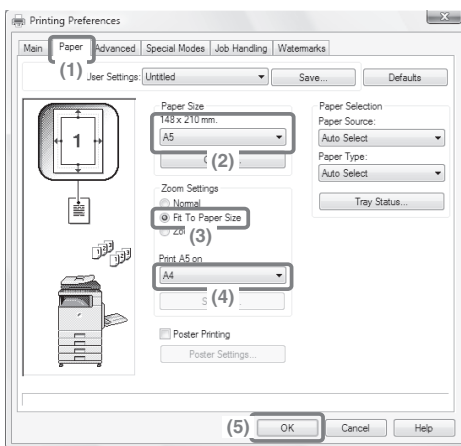 Printing Preferences
Main Paper Advanced Special Modes Job Handling Watermarks
(1) User Settings: Untitled Save... Defaults
Paper Size
148 x 210 mm.
A5
(2)
Zoom Settings
Normal
Fit To Paper Size
(3)
Print A5 on
A4
(4)
Poster Printing
Poster Settings...
Paper Selection
Paper Source:
Auto Select
Paper Type:
Auto Select
Tray Status...
1
(5) OK Cancel Help